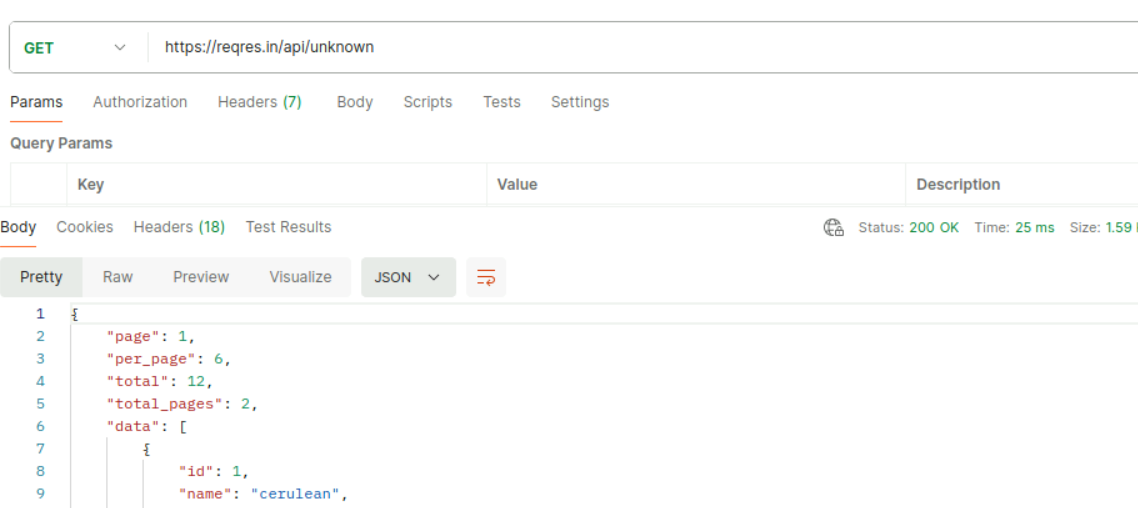 GET https://reqres.in/api/unknown
Params Authorization Headers (7) Body Scripts Tests Settings
Query Params
Key Value Description
Body Cookies Headers (18) Test Results Status: 200 OK Time: 25 ms Size: 1.59
Pretty Raw Preview Visualize JSON
1 {
2 "page": 1,
3 "per_page": 6,
4 "total": 12,
5 "total_pages": 2,
6 "data": [
7 {
8 "id": 1,
9 "name": "cerulean",